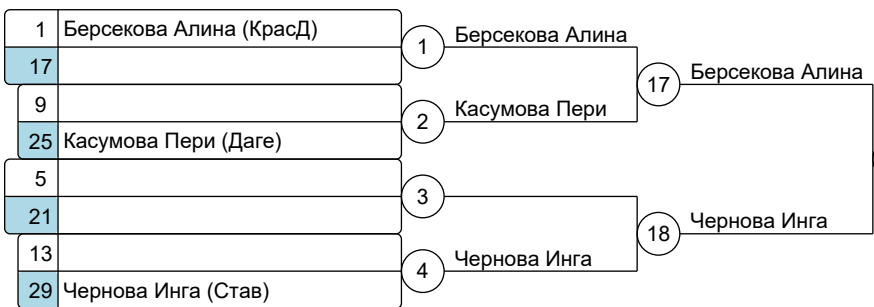 1 Берсекова Алина (КрасД)
17
1 Берсекова Алина
9
25 Касумова Пери (Даге)
2 Касумова Пери
17 Берсекова Алина
5
21
3
13
29 Чернова Инга (Став)
4 Чернова Инга
18 Чернова Инга